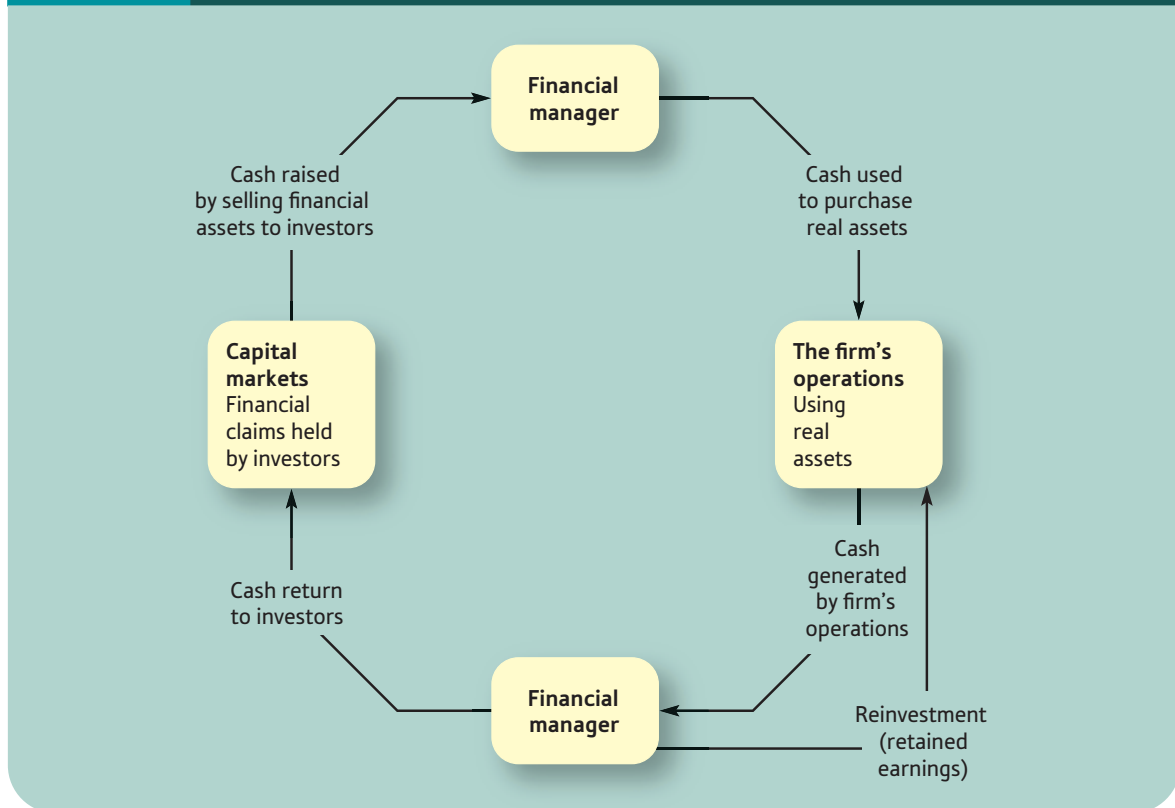 Financial
manager
Cash raised
by selling financial
assets to investors
Cash used
to purchase
real assets
Capital
markets
Financial
claims held
by investors
The firm's
operations
Using
real
assets
Cash return
to investors
Cash
generated
by firm's
operations
Financial
manager
Reinvestment
(retained
earnings)